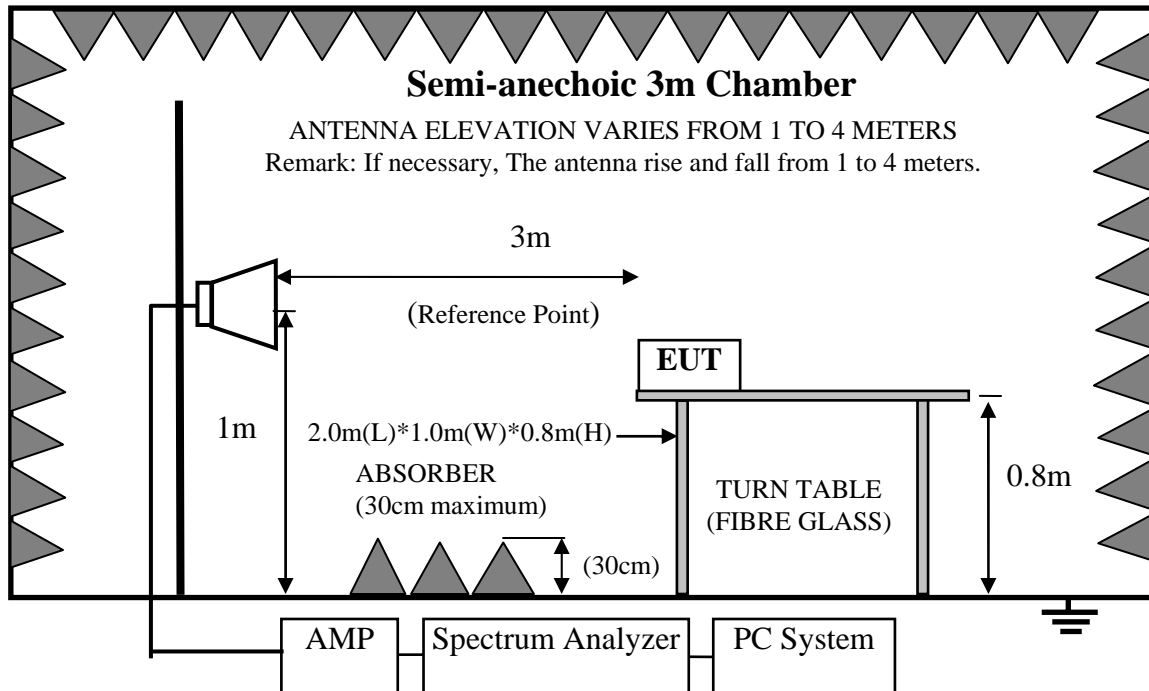 Semi-anechoic 3m Chamber
ANTENNA ELEVATION VARIES FROM 1 TO 4 METERS
Remark: If necessary, The antenna rise and fall from 1 to 4 meters.
3m
(Reference Point)
EUT
1m
2.0m(L)*1.0m(W)*0.8m(H)
ABSORBER
(30cm maximum)
TURN TABLE
(FIBRE GLASS)
0.8m
(30cm)
AMP
Spectrum Analyzer
PC System